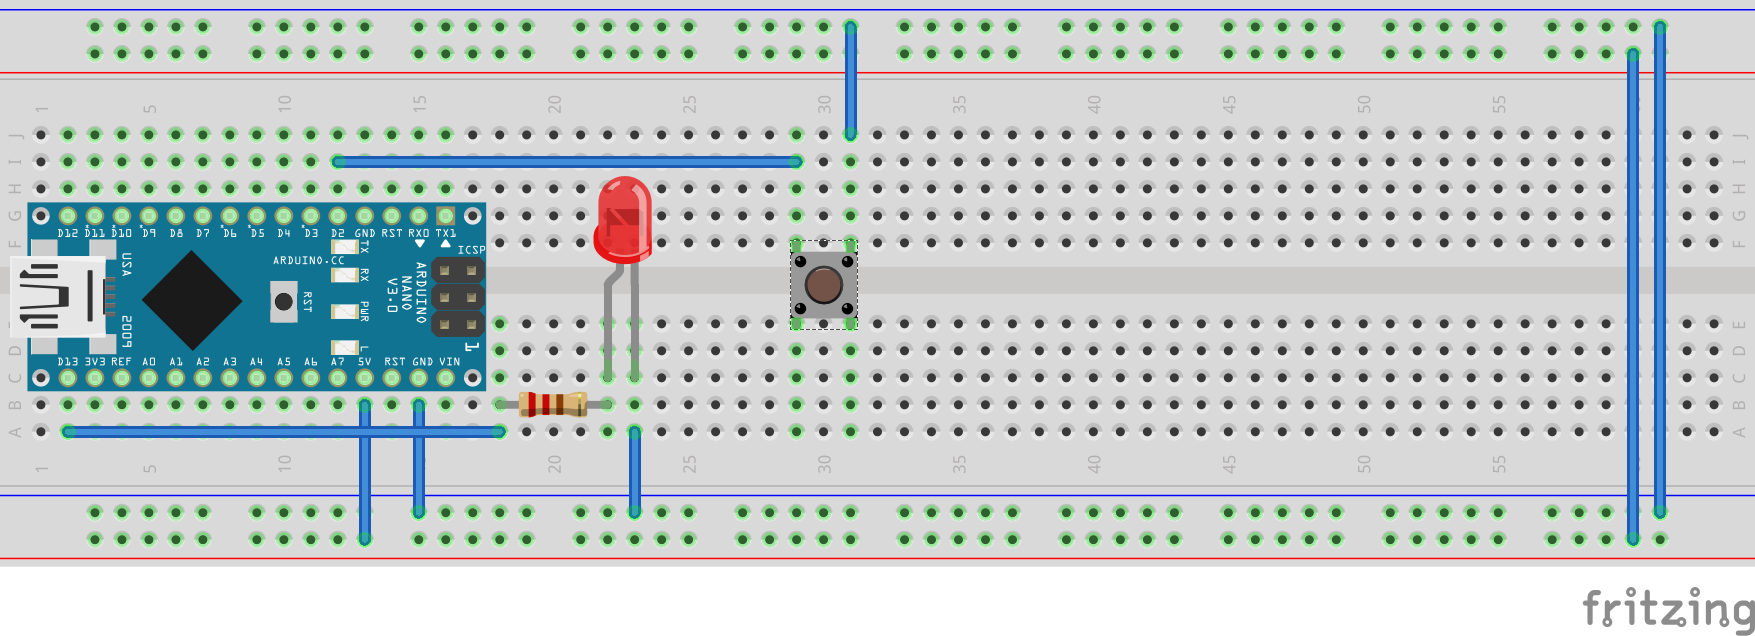 1 5 10 15 20 25 30 35 40 45 50 55
J J
I I
H H
G G
F F
D12 D11 D10 D9 D8 D7 D6 D5 D4 D3 D2 GND RST RX0 TX1
ICSP
ARDUINO.CC
TX
RX
PWR
L
USA
2009
RST
ARDUINO
NANO
V3.0
1
D13 3V3 REF A0 A1 A2 A3 A4 A5 A6 A7 5V RST GND VIN
E
D D
C C
B B
A A
1 5 10 15 20 25 30 35 40 45 50 55
fritzing